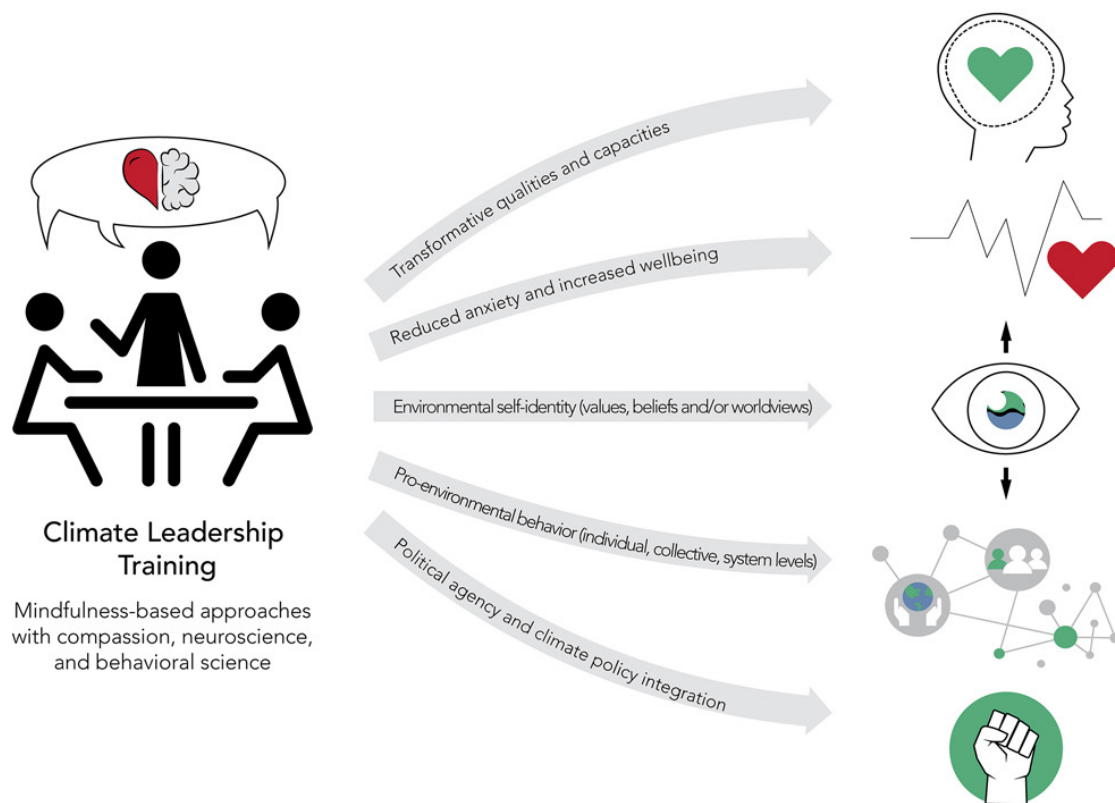 Transformative qualities and capacities
Reduced anxiety and increased wellbeing
Environmental self-identity (values, beliefs and/or worldviews)
Pro-environmental behavior (individual, collective, system levels)
Political agency and climate policy integration
Climate Leadership
Training
Mindfulness-based approaches
with compassion, neuroscience,
and behavioral science